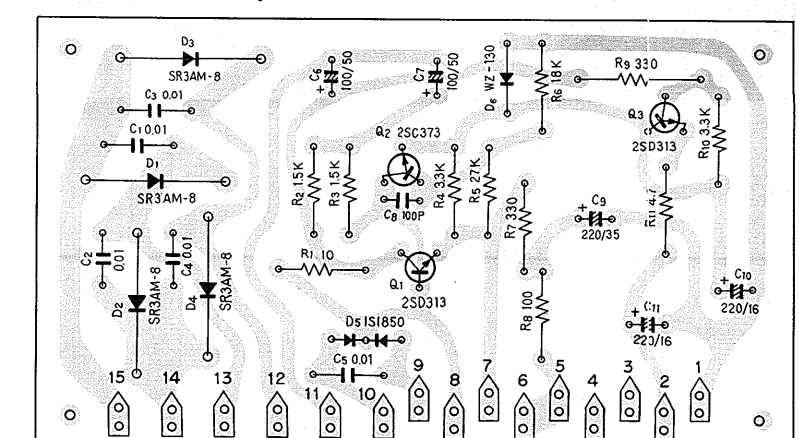 D3
SR3AM-8
C3 0.01
C1 0.01
D1
SR3AM-8
C2
0.01
D2
SR3AM-8
C4 0.01
D4
SR3AM-8
C6
100/50
+
C7
100/50
+
D6 WZ-130
R6 18K
R9 330
Q3
2SD313
R10 3.3K
Q2 2SC373
R2 1.5K
R3 1.5K
C8 100P
R4 3.3K
R5 27K
R7 330
+ C9
220/35
R11 4.7
R1 10
Q1
2SD313
R8 100
+ C10
220/16
+ C11
220/16
D5 1S1850
C5 0.01
15
14
13
12
11
10
9
8
7
6
5
4
3
2
1